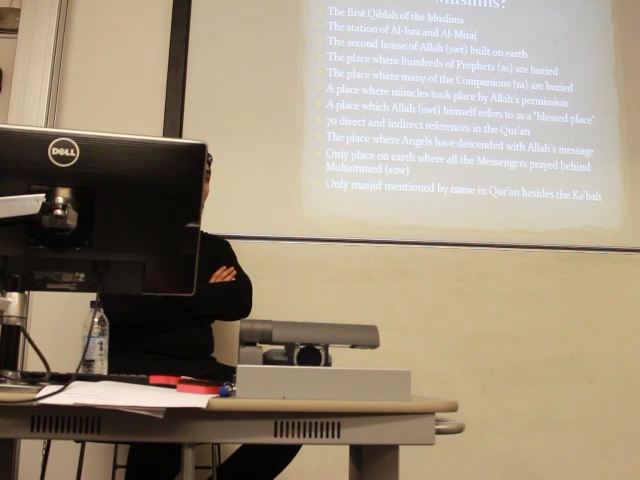 Muslims?
The first Qiblah of the Muslims
The station of Al-Isra and Al-Miraj
The second house of Allah (swt) built on earth
The place where hundreds of Prophets (as) are buried
The place where many of the Companions (ra) are buried
A place where miracles took place by Allah's permission
A place which Allah (swt) himself refers to as a "blessed place"
70 direct and indirect references in the Qur'an
The place where Angels have descended with Allah's message
Only place on earth where all the Messengers prayed behind
Mohammed (saw)
Only masjid mentioned by name in Qur'an besides the Ka'bah
DELL